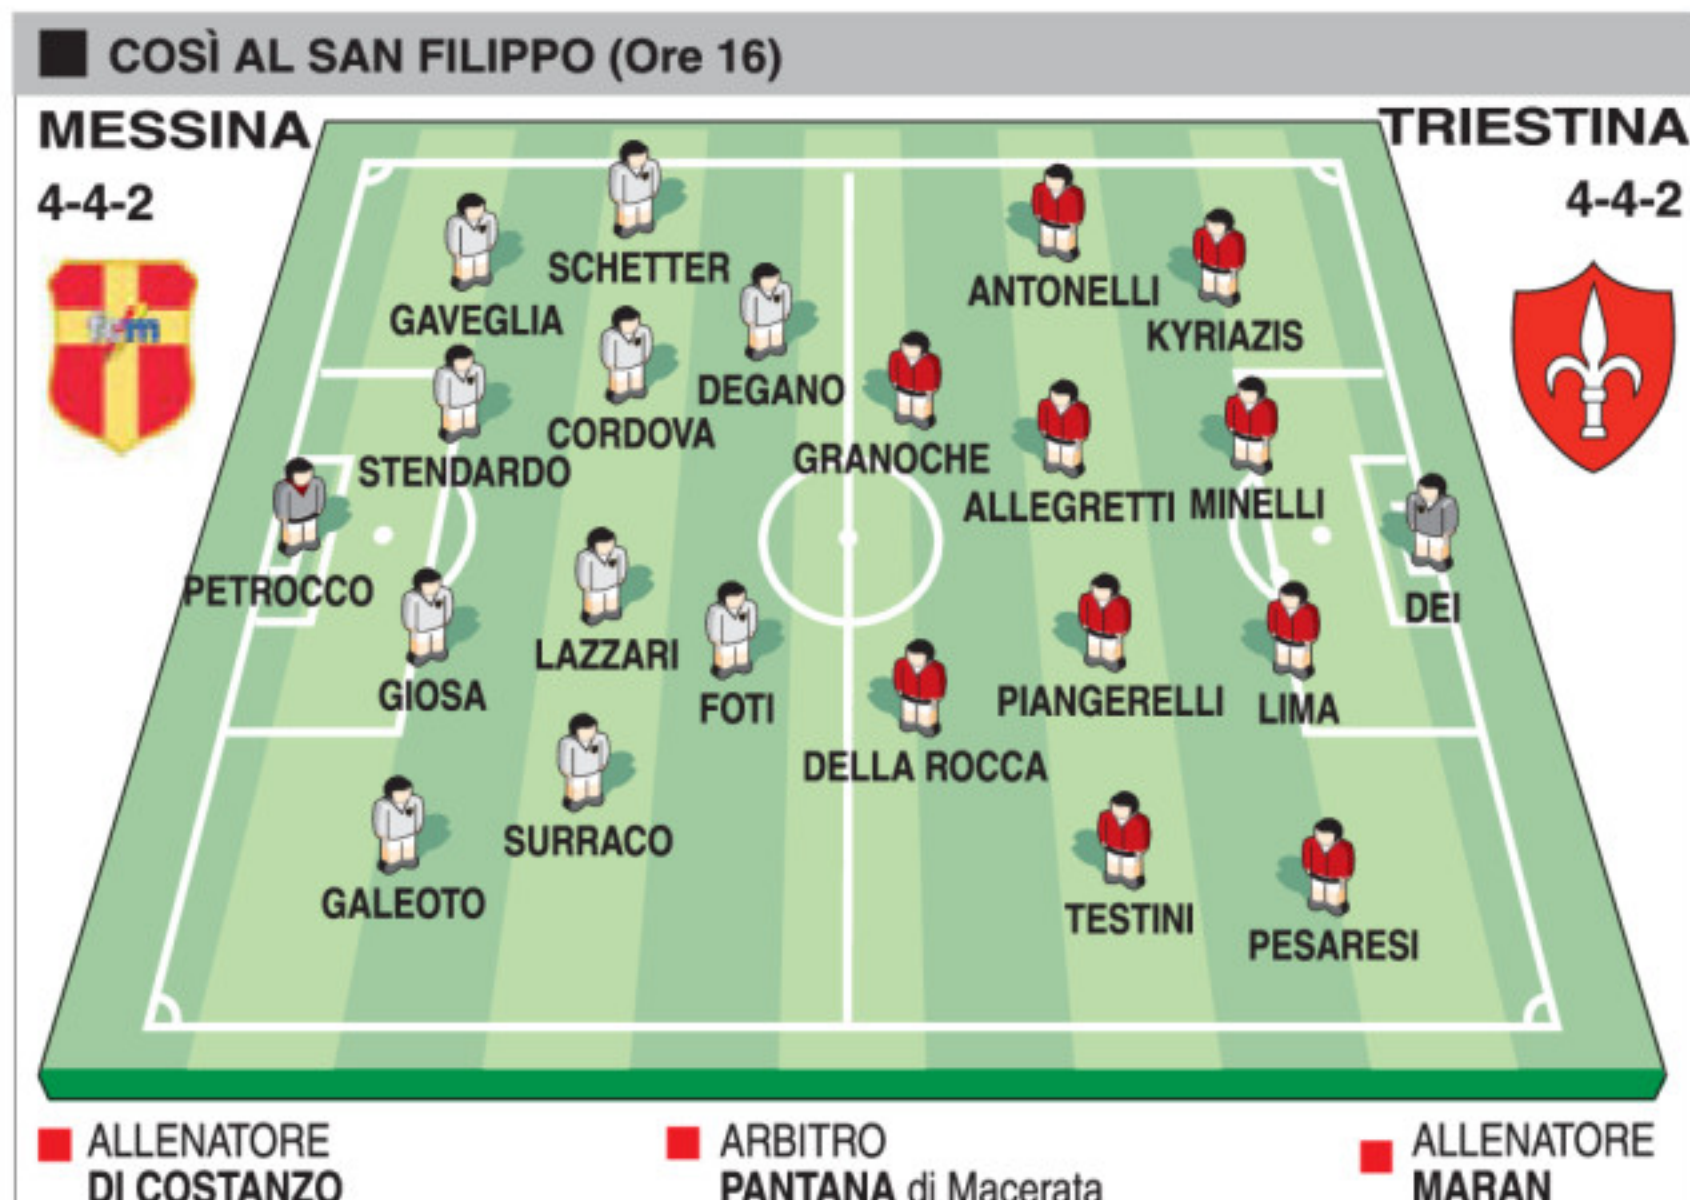 COSÌ AL SAN FILIPPO (Ore 16)
MESSINA
4-4-2
TRIESTINA
4-4-2
SCHETTER
GAVEGLIA
DEGANO
CORDOVA
STENDARDO
PETROCCO
LAZZARI
GIOSA
FOTI
SURRACO
GALEOTO
ANTONELLI
KYRIAZIS
GRANOCHE
ALLEGRETTI
MINELLI
DEI
PIANGERELLI
LIMA
DELLA ROCCA
TESTINI
PESARESI
ALLENATORE
DI COSTANZO
ARBITRO
PANTANA di Macerata
ALLENATORE
MARAN